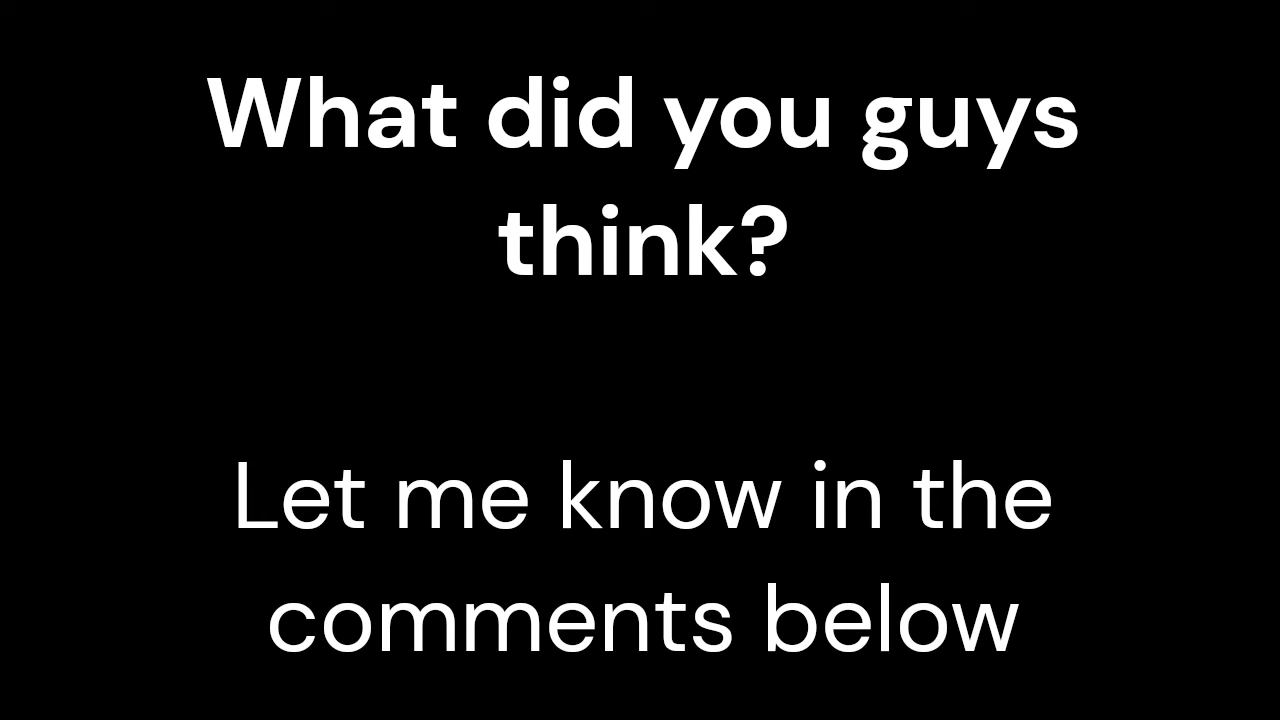 What did you guys
think?
Let me know in the
comments below